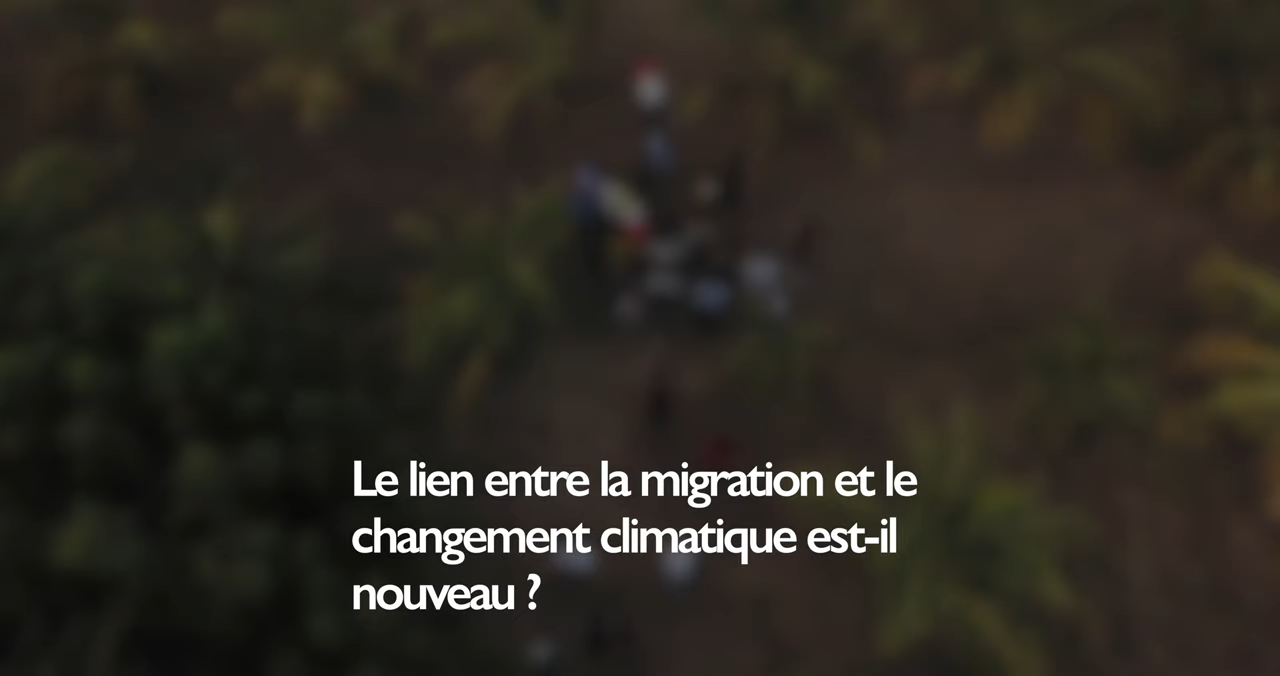 Le lien entre la migration et le
changement climatique est-il
nouveau ?